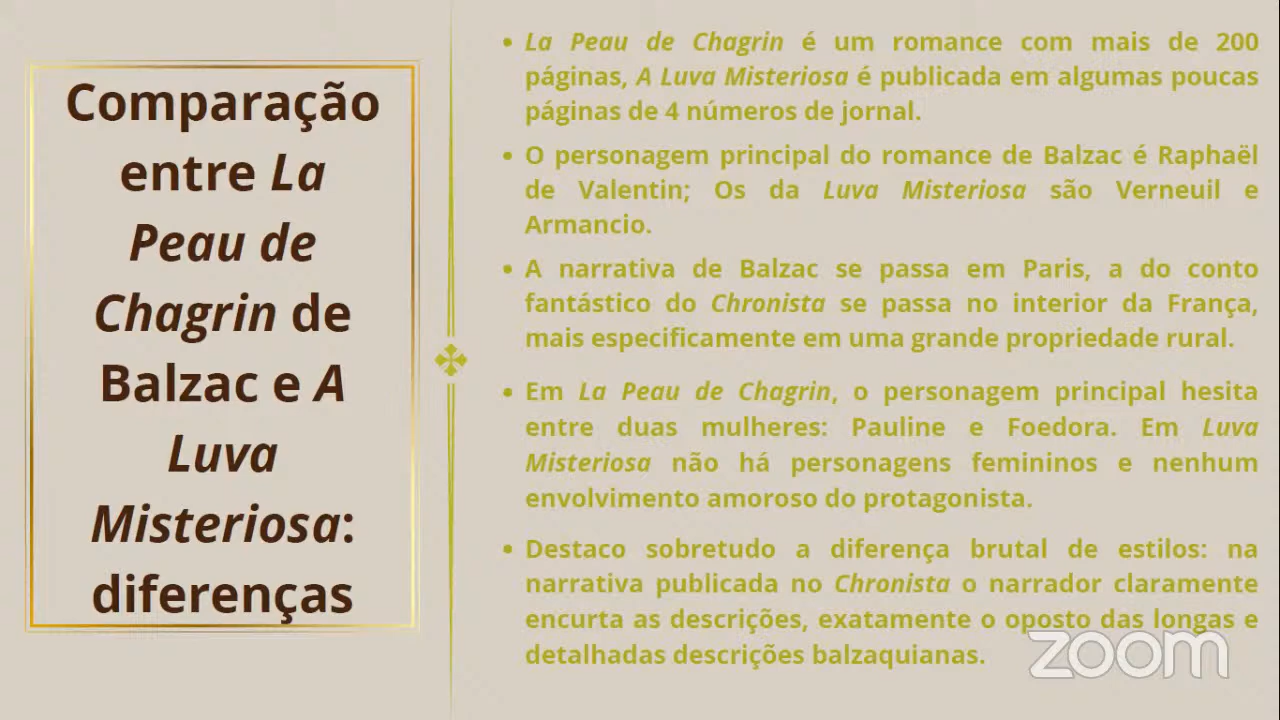 Comparação
entre La
Peau de
Chagrin de
Balzac e A
Luva
Misteriosa:
diferenças
• La Peau de Chagrin é um romance com mais de 200
páginas, A Luva Misteriosa é publicada em algumas poucas
páginas de 4 números de jornal.
• O personagem principal do romance de Balzac é Raphaël
de Valentin; Os da Luva Misteriosa são Verneuil e
Armancio.
• A narrativa de Balzac se passa em Paris, a do conto
fantástico do Chronista se passa no interior da França,
mais especificamente em uma grande propriedade rural.
• Em La Peau de Chagrin, o personagem principal hesita
entre duas mulheres: Pauline e Foedora. Em Luva
Misteriosa não há personagens femininos e nenhum
envolvimento amoroso do protagonista.
• Destaco sobretudo a diferença brutal de estilos: na
narrativa publicada no Chronista o narrador claramente
encurta as descrições, exatamente o oposto das longas e
detalhadas descrições balzaquianas.
zoom